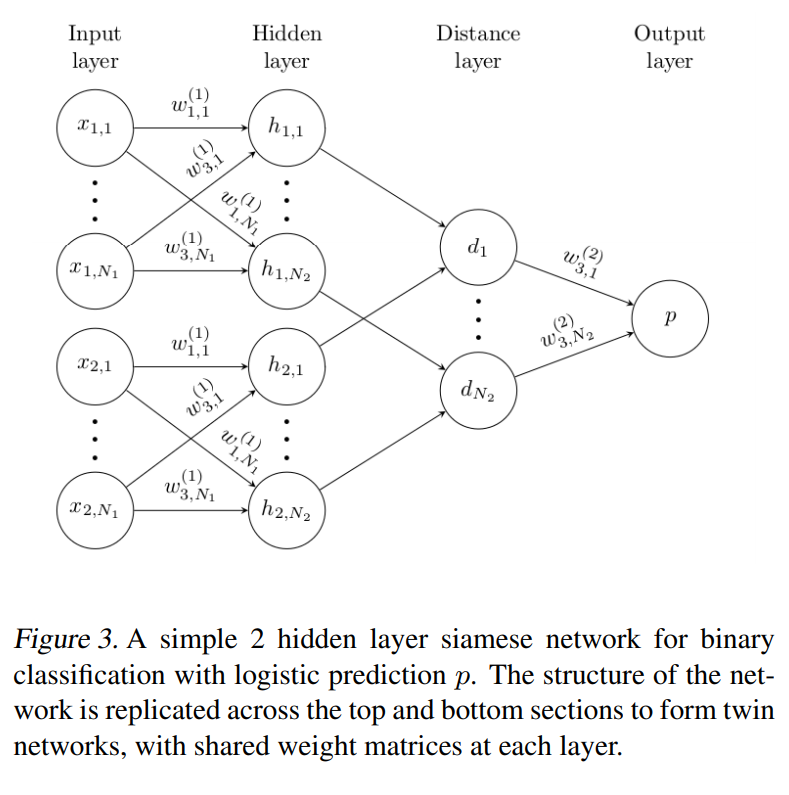 Input layer
Hidden layer
Distance layer
Output layer
x_{1,1}
w_{1,1}^{(1)}
h_{1,1}
w_{3,1}^{(1)}
w_{1,N_1}^{(1)}
x_{1,N_1}
w_{3,N_1}^{(1)}
h_{1,N_2}
d_1
w_{3,1}^{(2)}
p
x_{2,1}
w_{1,1}^{(1)}
h_{2,1}
w_{3,1}^{(1)}
w_{1,N_1}^{(1)}
d_{N_2}
w_{3,N_2}^{(2)}
x_{2,N_1}
w_{3,N_1}^{(1)}
h_{2,N_2}
Figure 3. A simple 2 hidden layer siamese network for binary
classification with logistic prediction p. The structure of the net-
work is replicated across the top and bottom sections to form twin
networks, with shared weight matrices at each layer.